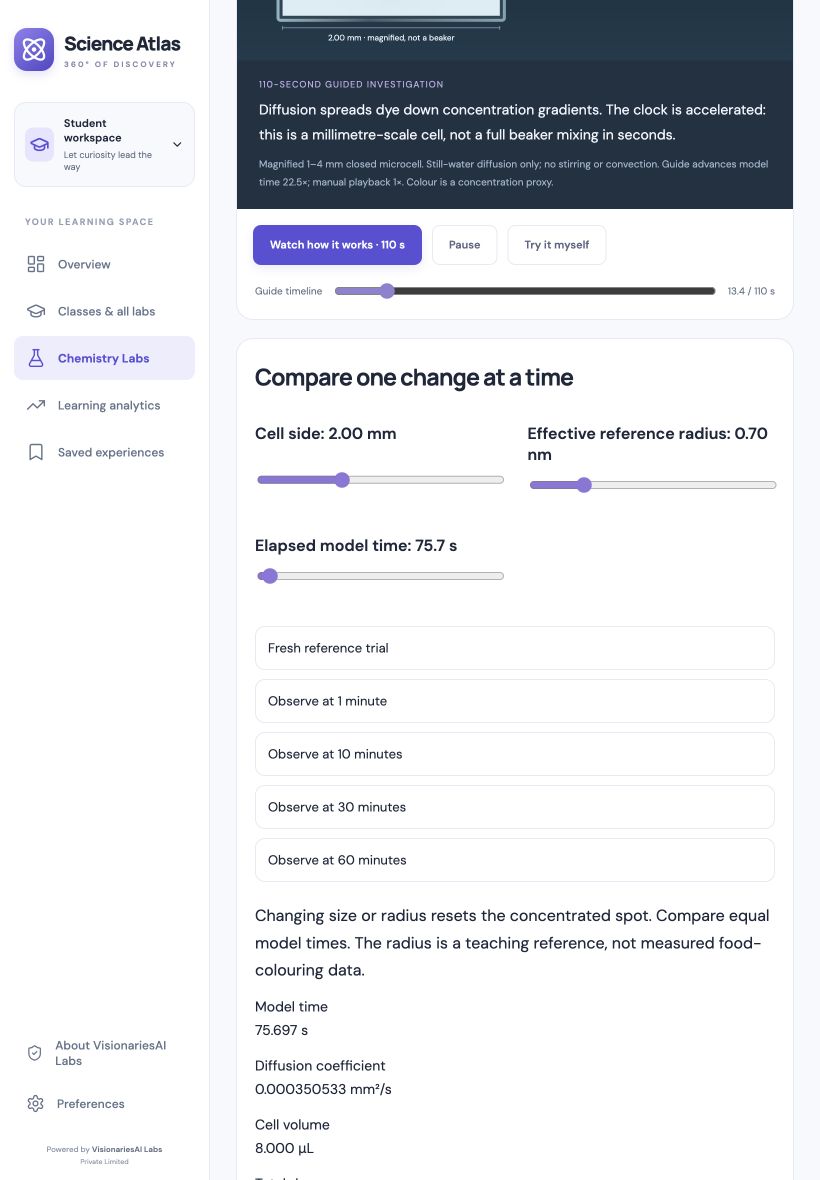 Science Atlas
360° OF DISCOVERY
Student
workspace
Let curiosity lead the
way
YOUR LEARNING SPACE
Overview
Classes & all labs
Chemistry Labs
Learning analytics
Saved experiences
About VisionariesAI
Labs
Preferences
Powered by VisionariesAI Labs
Private Limited
2.00 mm · magnified, not a beaker
110-SECOND GUIDED INVESTIGATION
Diffusion spreads dye down concentration gradients. The clock is accelerated:
this is a millimetre-scale cell, not a full beaker mixing in seconds.
Magnified 1–4 mm closed microcell. Still-water diffusion only; no stirring or convection. Guide advances model
time 22.5×; manual playback 1×. Colour is a concentration proxy.
Watch how it works · 110 s
Pause
Try it myself
Guide timeline
13.4 / 110 s
Compare one change at a time
Cell side: 2.00 mm
Effective reference radius: 0.70
nm
Elapsed model time: 75.7 s
Fresh reference trial
Observe at 1 minute
Observe at 10 minutes
Observe at 30 minutes
Observe at 60 minutes
Changing size or radius resets the concentrated spot. Compare equal
model times. The radius is a teaching reference, not measured food-
colouring data.
Model time
75.697 s
Diffusion coefficient
0.000350533 mm²/s
Cell volume
8.000 µL